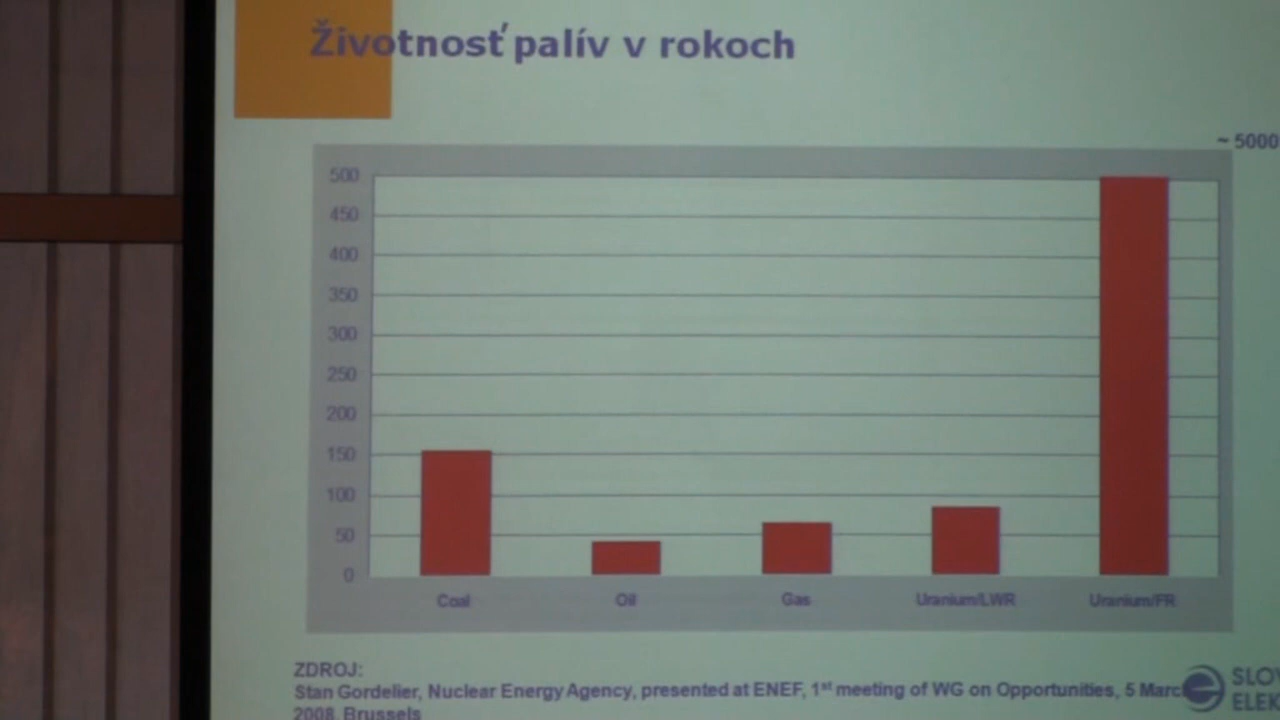 Životnosť palív v rokoch
~ 5000
500
450
400
350
300
250
200
150
100
50
0
Coal Oil Gas Uranium/LWR Uranium/FR
ZDROJ:
Stan Gordelier, Nuclear Energy Agency, presented at ENEF, 1st meeting of WG on Opportunities, 5 Marc
2008, Brussels
SLOV
ELEK